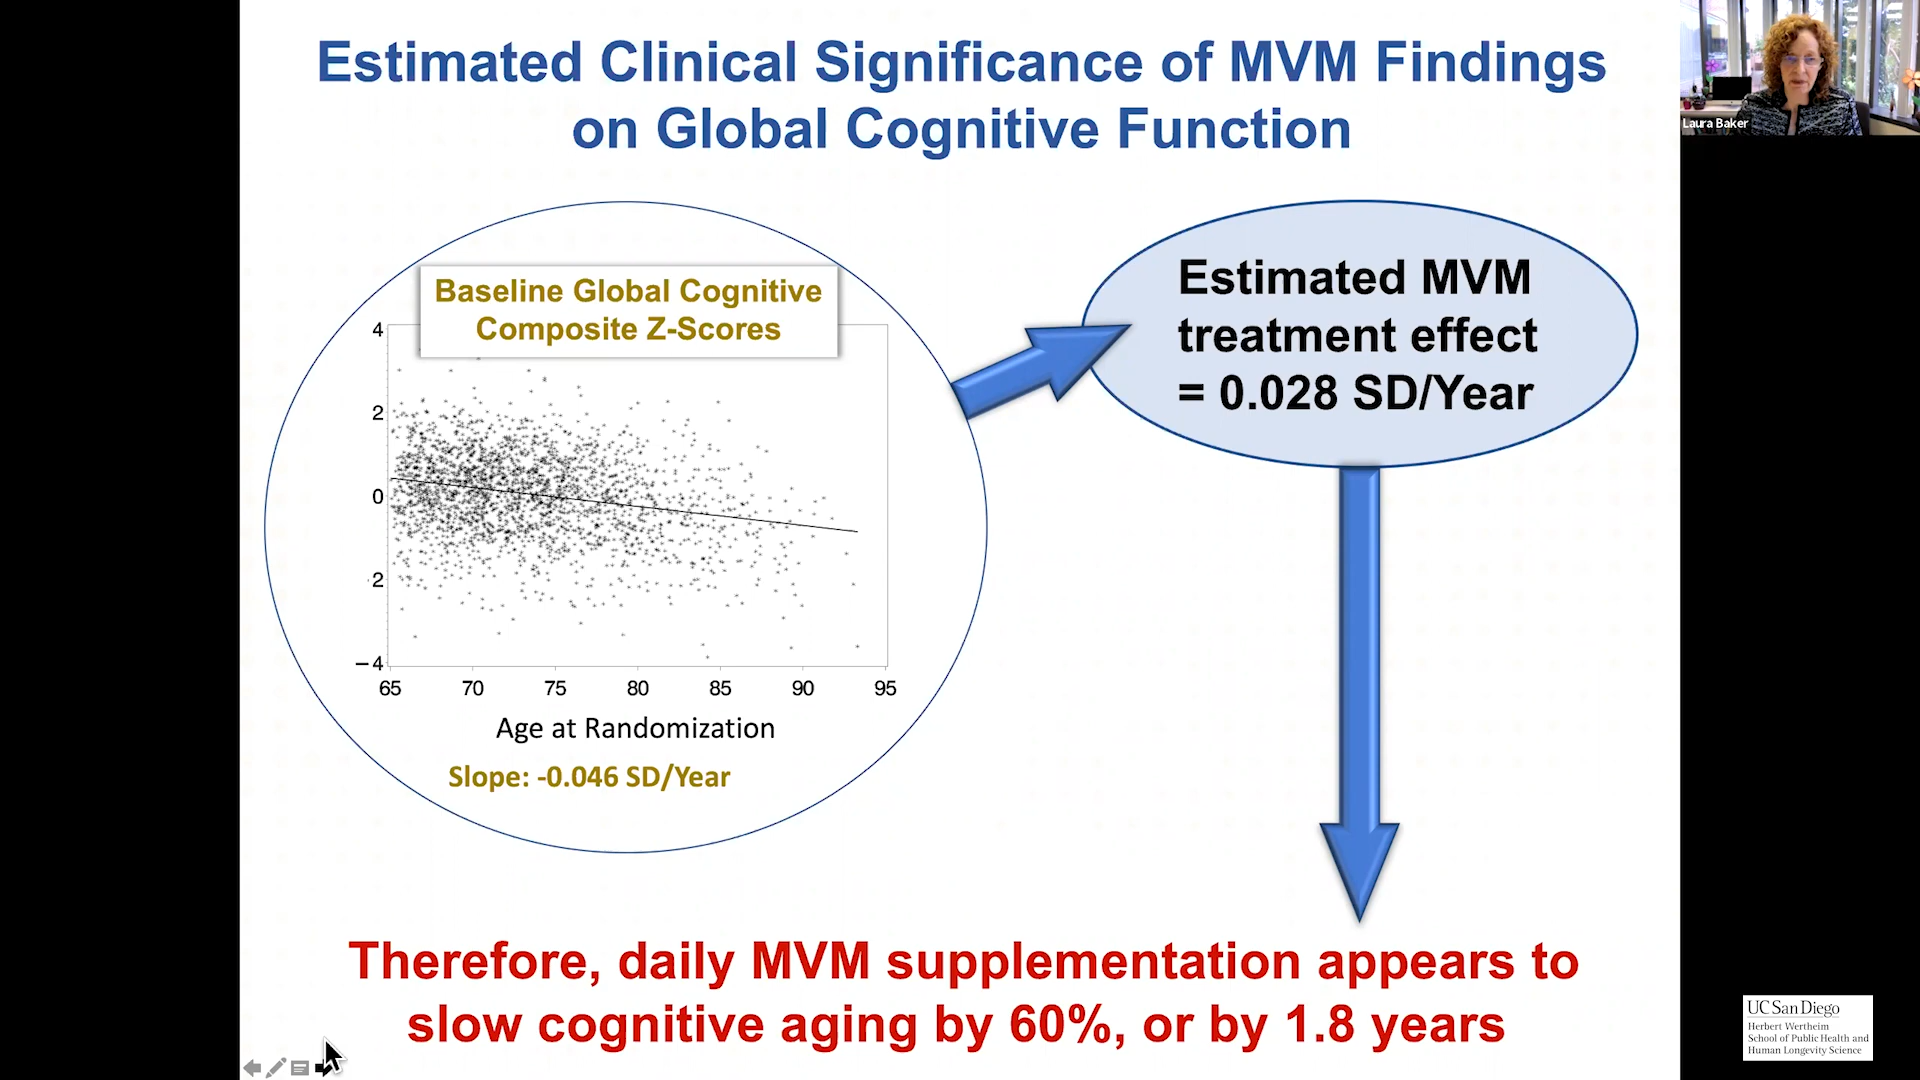 Estimated Clinical Significance of MVM Findings
on Global Cognitive Function
Laura Baker
Baseline Global Cognitive
Composite Z-Scores
4
2
0
2
−4
65 70 75 80 85 90 95
Age at Randomization
Slope: -0.046 SD/Year
Estimated MVM
treatment effect
= 0.028 SD/Year
Therefore, daily MVM supplementation appears to
slow cognitive aging by 60%, or by 1.8 years
UC San Diego
Herbert Wertheim
School of Public Health and
Human Longevity Science